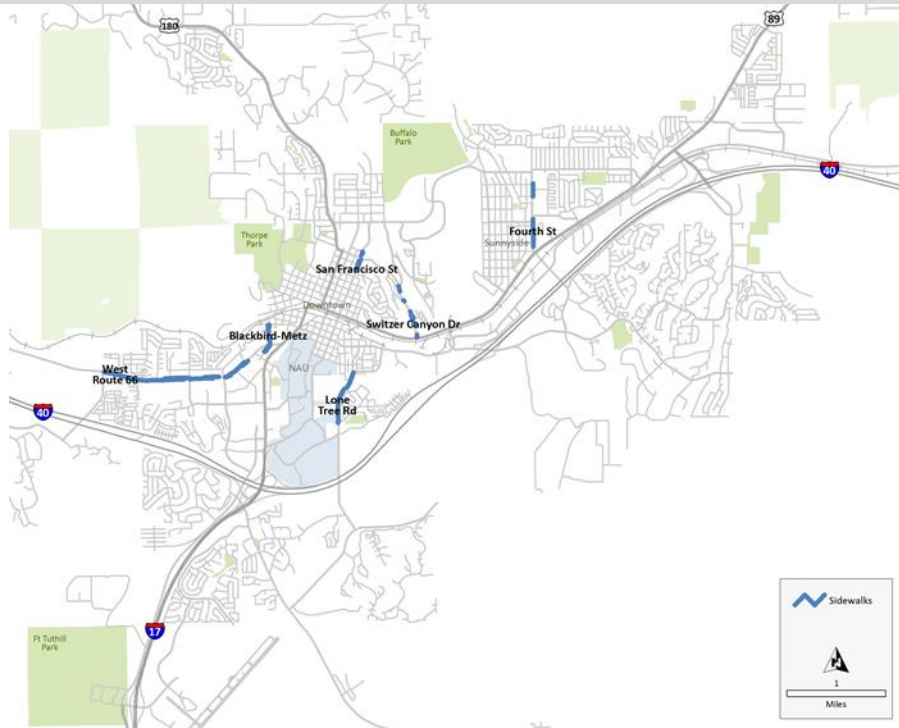 180
89
Buffalo
Park
40
Fourth St
Sunnyside
Thorpe
Park
San Francisco St
Downtown
Switzer Canyon Dr
Blackbird-Metz
NAU
West
Route 66
Lone
Tree Rd
40
Sidewalks
Ft Tuthill
Park
17
N
1
Miles